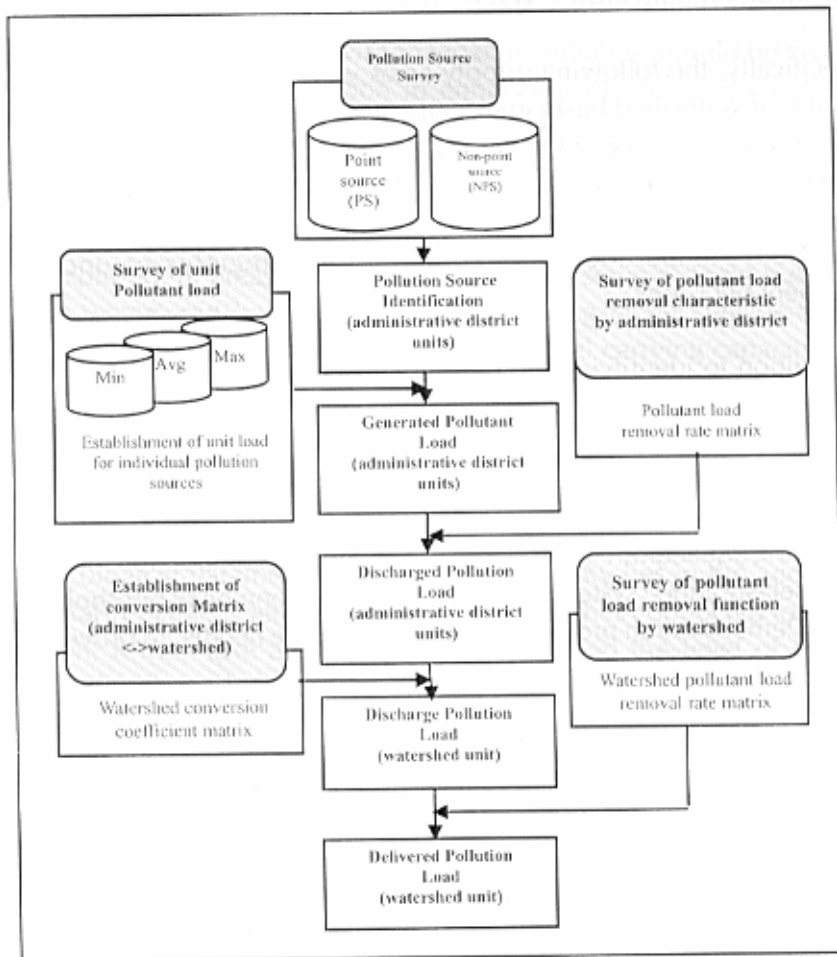 Pollution Source
Survey
Point
source
(PS)
Non-point
source
(NPS)
Survey of unit
Pollutant load
Min
Avg
Max
Establishment of unit load
for individual pollution
sources
Pollution Source
Identification
(administrative district
units)
Survey of pollutant load
removal characteristic
by administrative district
Pollutant load
removal rate matrix
Generated Pollutant
Load
(administrative district
units)
Establishment of
conversion Matrix
(administrative district
<->watershed)
Watershed conversion
coefficient matrix
Discharged Pollution
Load
(administrative district
units)
Survey of pollutant
load removal function
by watershed
Watershed pollutant load
removal rate matrix
Discharge Pollution
Load
(watershed unit)
Delivered Pollution
Load
(watershed unit)